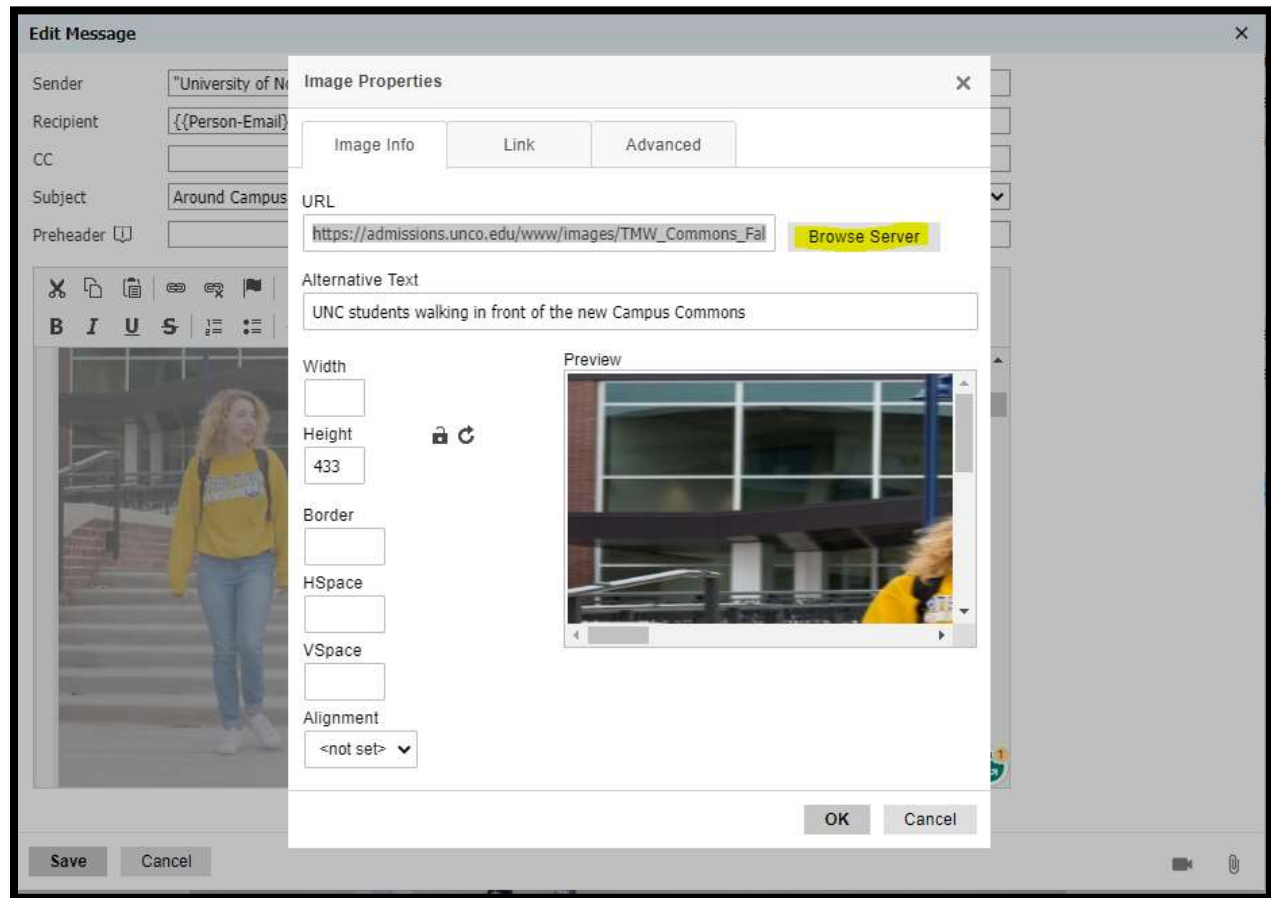 Edit Message
Sender
"University of No
Recipient
{{Person-Email}
CC
Subject
Around Campus
Preheader
Image Properties
Image Info Link Advanced
URL
https://admissions.unco.edu/www/images/TMW_Commons_Fal
Browse Server
Alternative Text
UNC students walking in front of the new Campus Commons
Width
Height
433
Border
HSpace
VSpace
Alignment
<not set>
Preview
OK Cancel
B I U S
1
Save Cancel